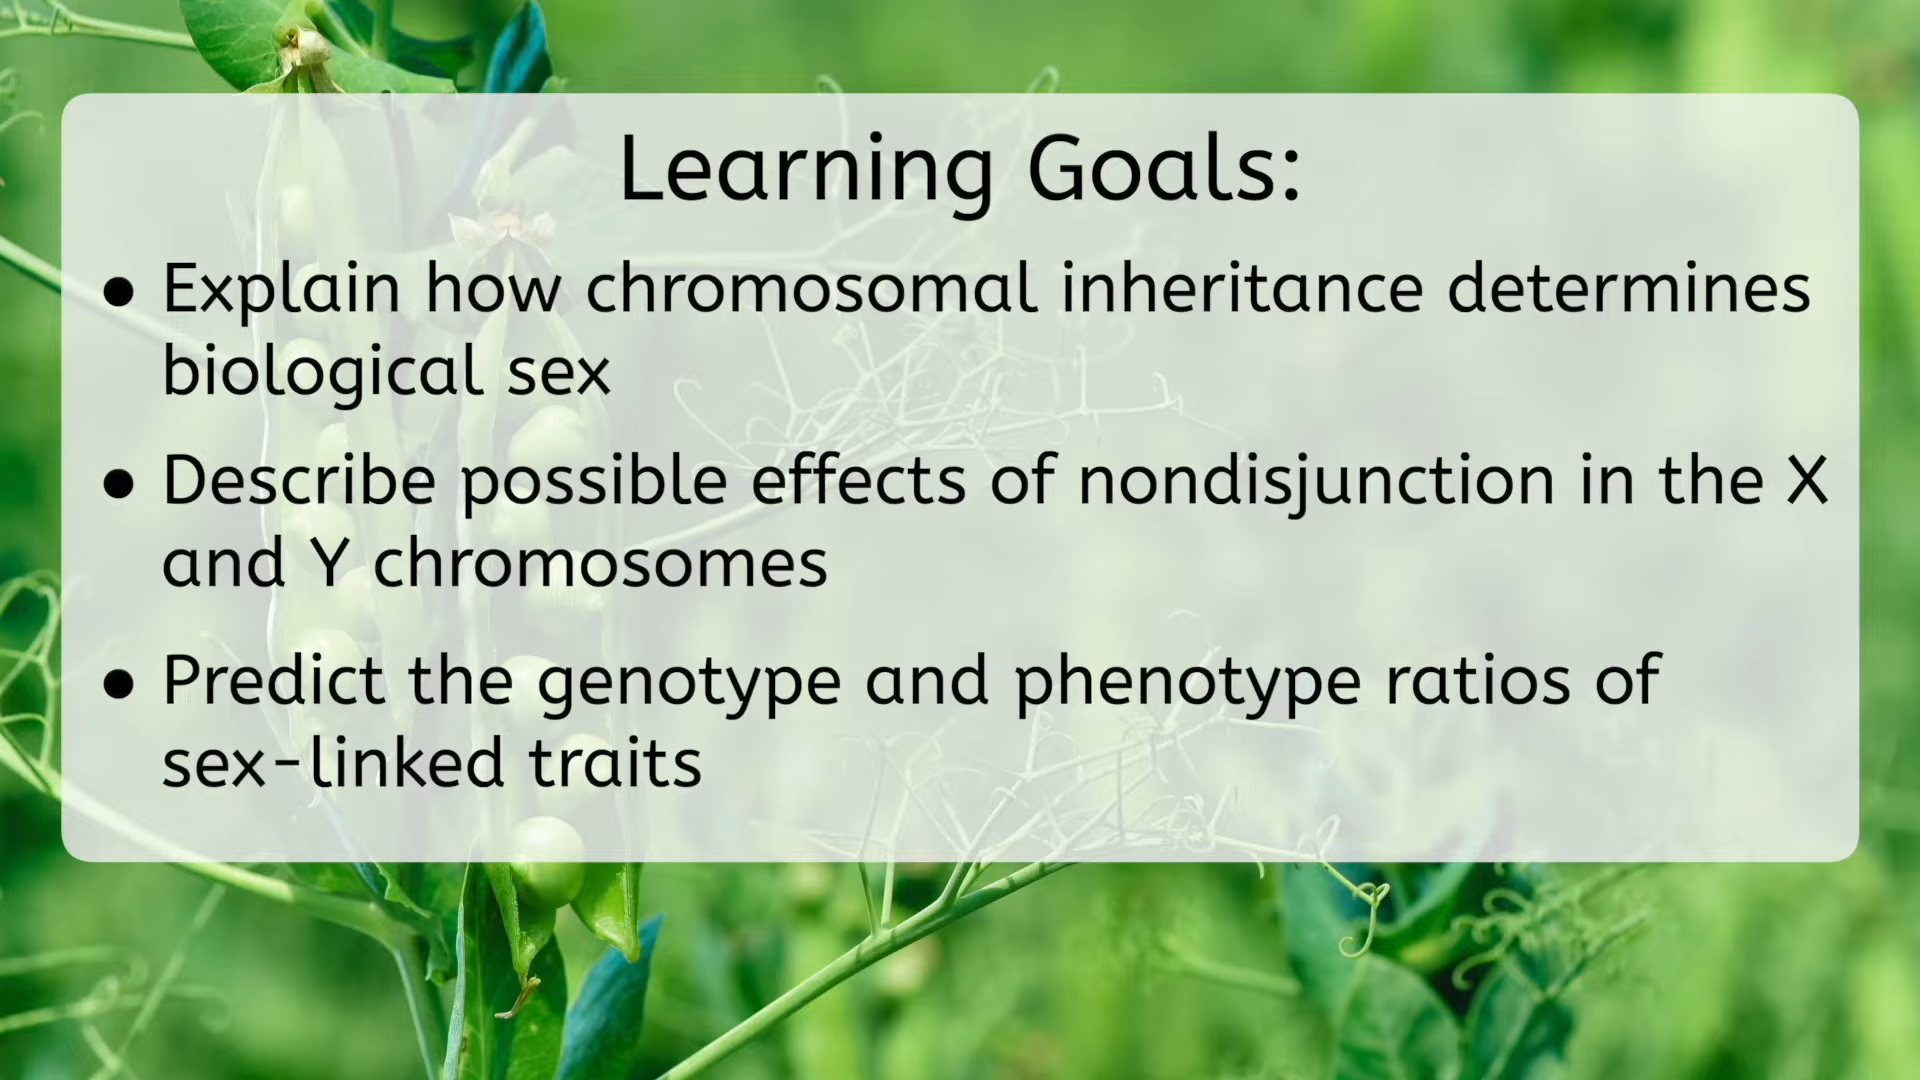 Learning Goals:
● Explain how chromosomal inheritance determines
biological sex
● Describe possible effects of nondisjunction in the X
and Y chromosomes
● Predict the genotype and phenotype ratios of
sex-linked traits